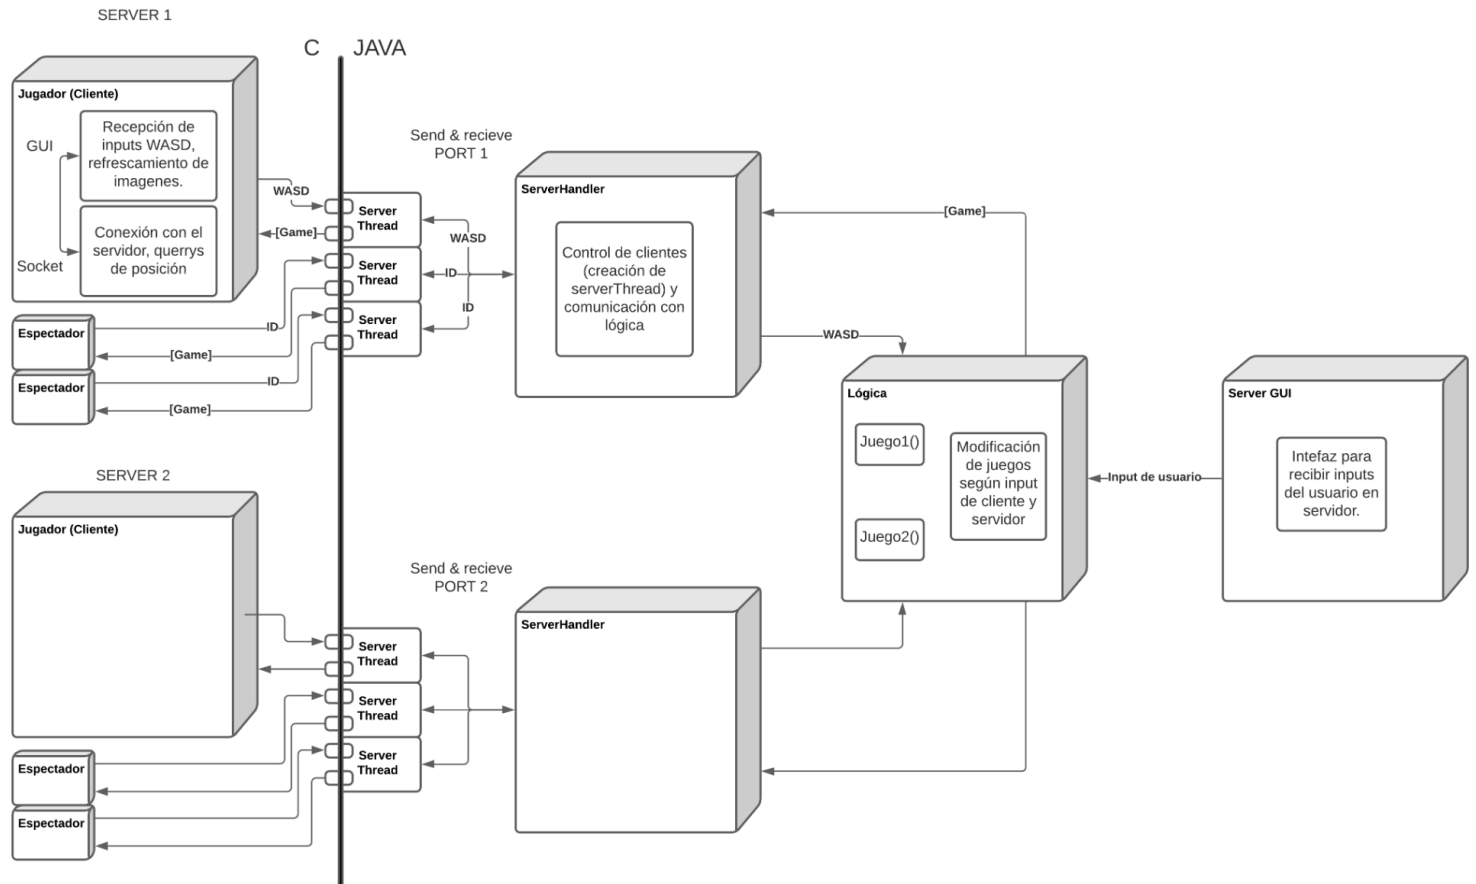 SERVER 1
C
JAVA
Jugador (Cliente)
GUI
Recepción de
inputs WASD,
refrescamiento de
imagenes.
Socket
Conexión con el
servidor, querrys
de posición
WASD
[Game]
Espectador
ID
[Game]
Espectador
ID
[Game]
Server
Thread
Server
Thread
Server
Thread
Send & recieve
PORT 1
WASD
ID
ID
ServerHandler
Control de clientes
(creación de
serverThread) y
comunicación con
lógica
[Game]
WASD
Lógica
Juego1()
Juego2()
Modificación
de juegos
según input
de cliente y
servidor
Input de usuario
Server GUI
Intefaz para
recibir inputs
del usuario en
servidor.
SERVER 2
Jugador (Cliente)
Espectador
Espectador
Server
Thread
Server
Thread
Server
Thread
Send & recieve
PORT 2
ServerHandler